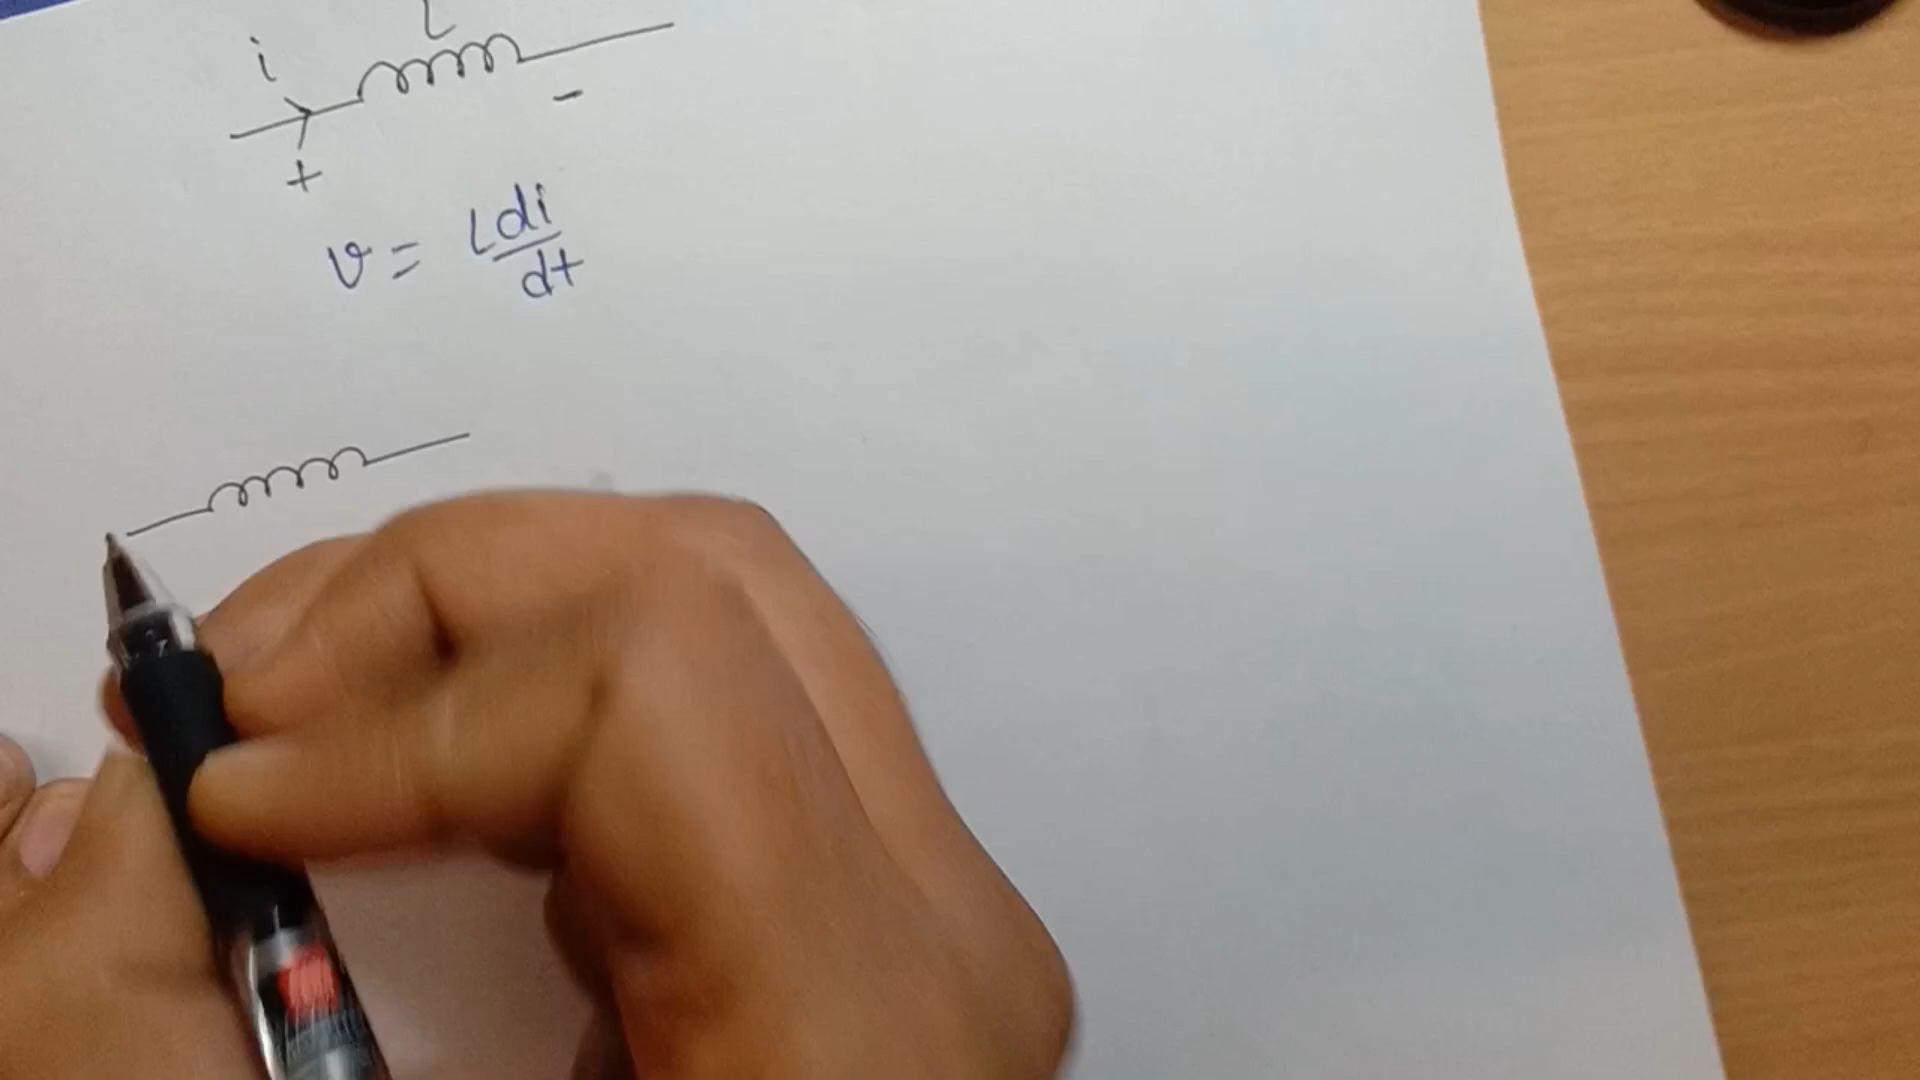 L
i
-
+
v = L di/dt